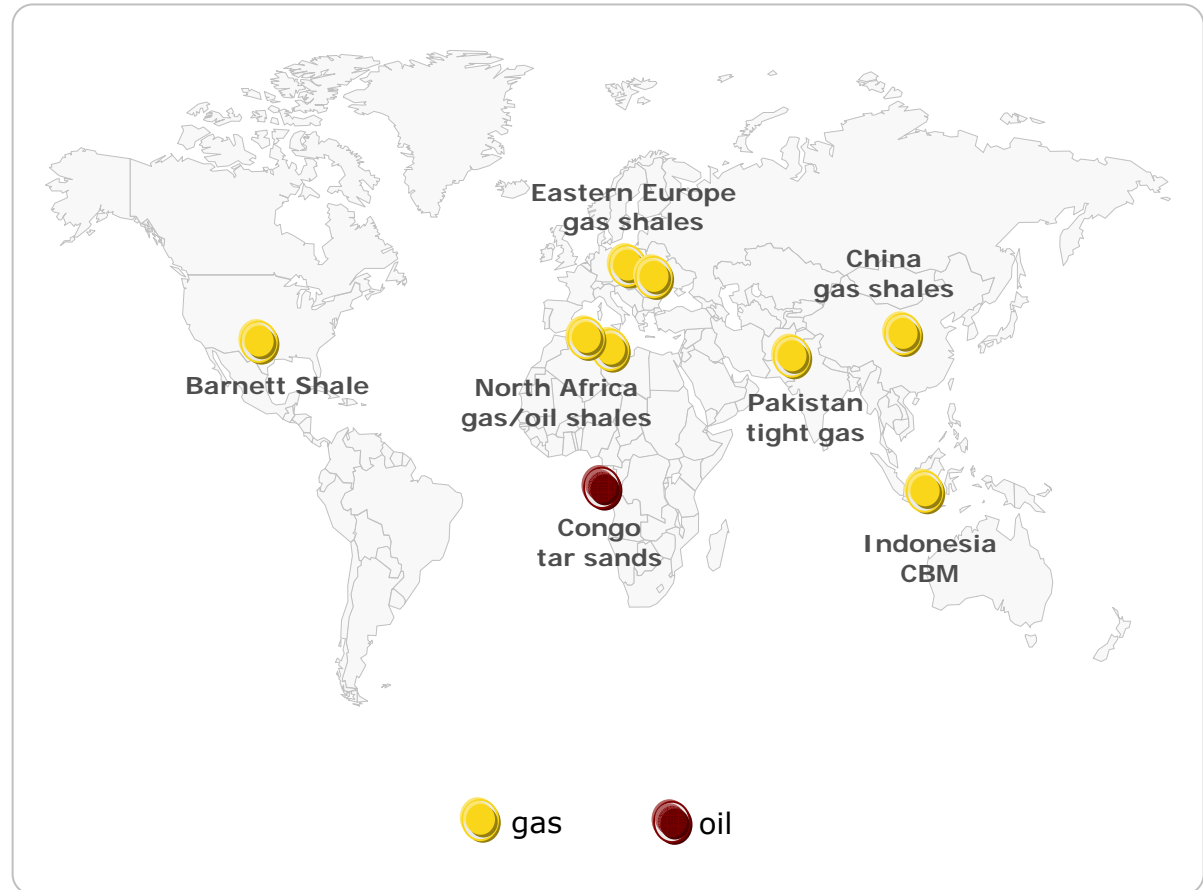 Eastern Europe
gas shales
China
gas shales
Barnett Shale
North Africa
gas/oil shales
Pakistan
tight gas
Congo
tar sands
Indonesia
CBM
gas
oil